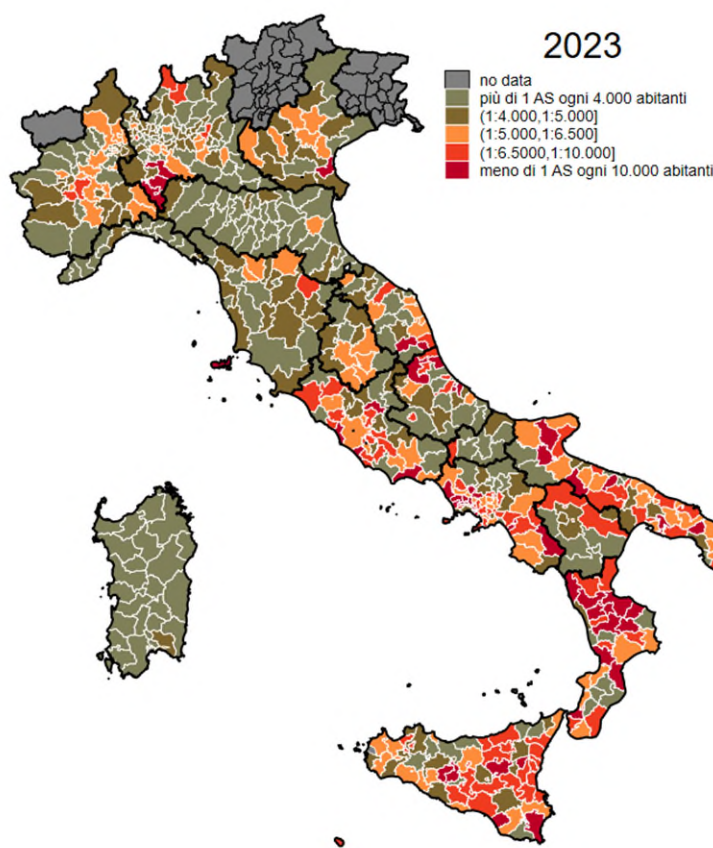 2023
no data
più di 1 AS ogni 4.000 abitanti
(1:4.000,1:5.000]
(1:5.000,1:6.500]
(1:6.5000,1:10.000]
meno di 1 AS ogni 10.000 abitanti